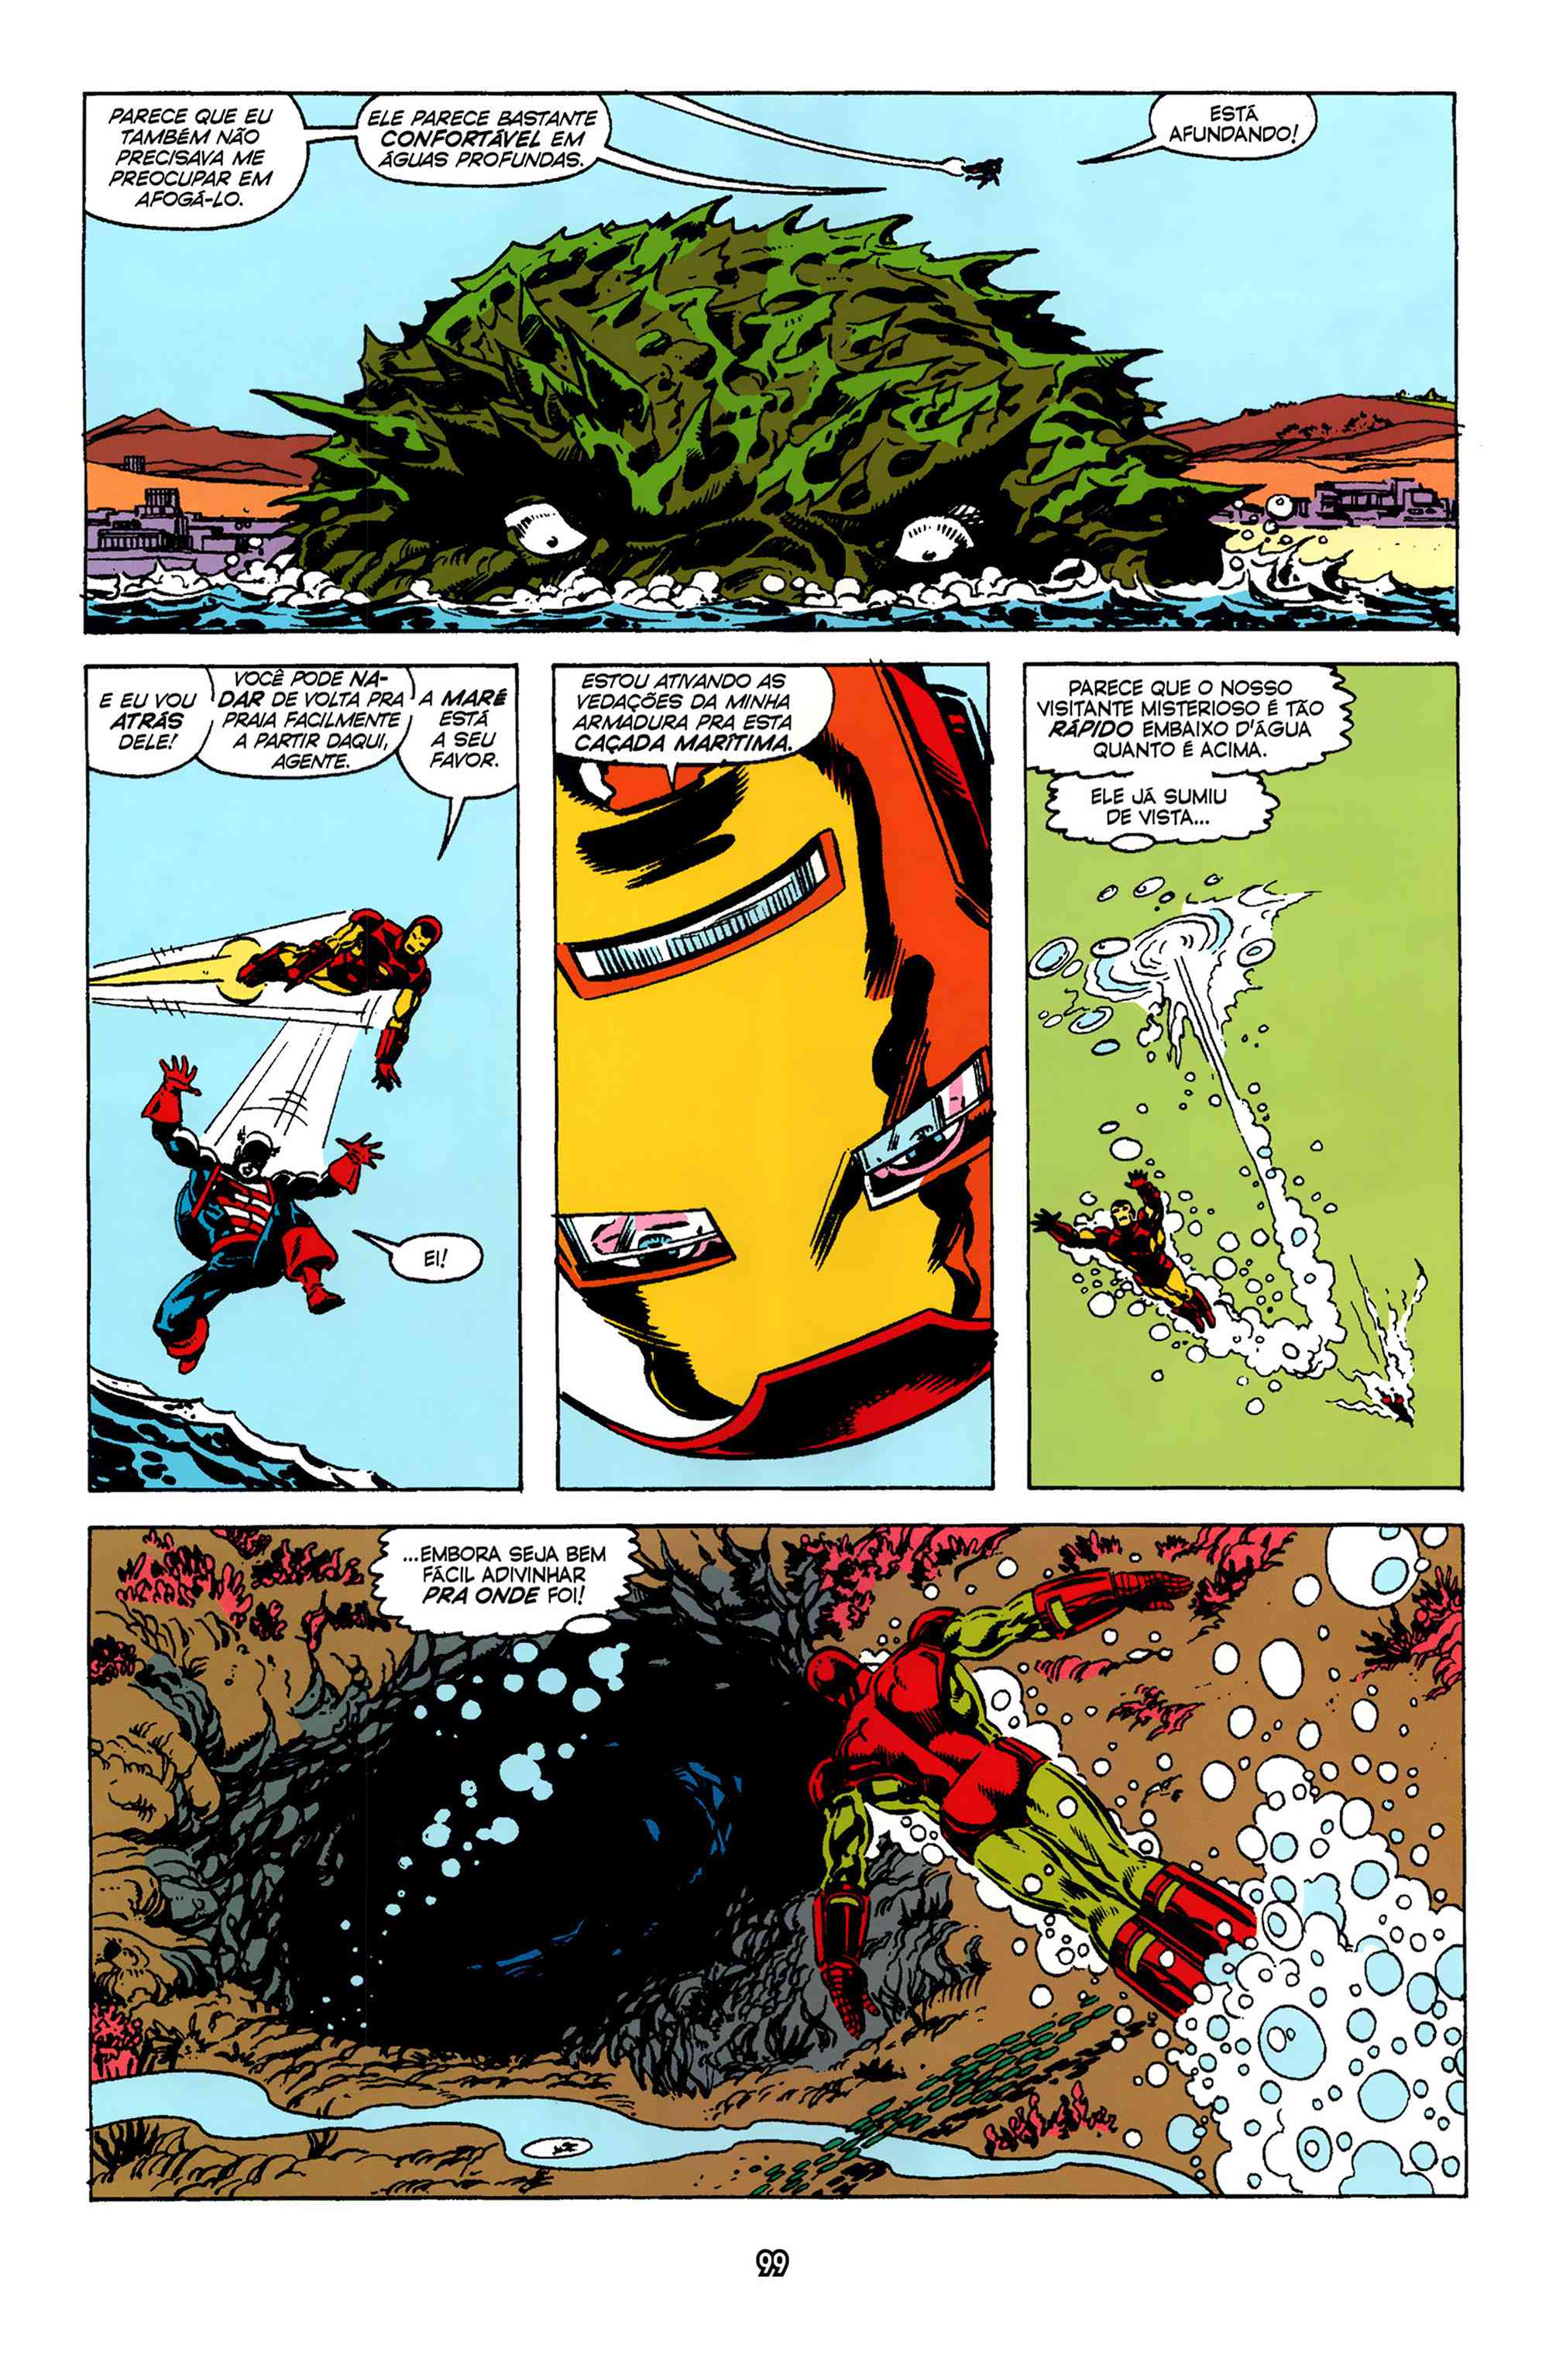 PARECE QUE EU
TAMBÉM NÃO
PRECISAVA ME
PREOCUPAR EM
AFOGÁ-LO.
ELE PARECE BASTANTE
CONFORTÁVEL EM
ÁGUAS PROFUNDAS.
ESTÁ
AFUNDANDO!
E EU VOU
ATRÁS
DELE!
VOCÊ PODE NA-
DAR DE VOLTA PRA
PRAIA FACILMENTE
A PARTIR DAQUI,
AGENTE.
A MARÉ
ESTÁ
A SEU
FAVOR.
EI!
ESTOU ATIVANDO AS
VEDAÇÕES DA MINHA
ARMADURA PRA ESTA
CAÇADA MARÍTIMA.
PARECE QUE O NOSSO
VISITANTE MISTERIOSO É TÃO
RÁPIDO EMBAIXO D'ÁGUA
QUANTO É ACIMA.
ELE JÁ SUMIU
DE VISTA...
...EMBORA SEJA BEM
FÁCIL ADIVINHAR
PRA ONDE FOI!
99